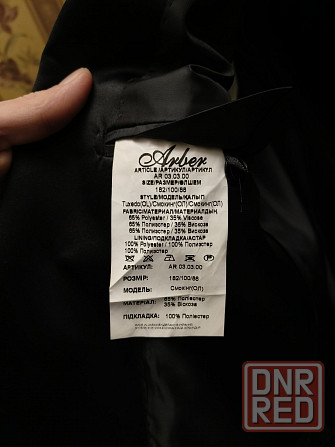 Arber
ARTICLE/АРТИКУЛ/АРТИКУЛ
AR 03.03.00
SIZE/РАЗМЕР/ӨЛШЕМ
182/100/88
STYLE/МОДЕЛЬ/ҚАЛЫП
Tuxedo(OL)/Смокинг(ОЛ)/Смокинг(ОЛ)
FABRIC/МАТЕРИАЛ/МАТЕРИАЛДЫҢ
65% Polyester / 35% Viscose
65% Полиэстер / 35% Вискоза
65% Полиэстер / 35% Вискоза
LINING/ПОДКЛАДКА/АСТАР
100% Polyester / 100% Полиэстер
100% Полиэстер
АРТИКУЛ: AR 03.03.00
РОЗМІР: 182/100/88
МОДЕЛЬ: Смокінг(ОЛ)
МАТЕРІАЛ: 65% Поліестер
35% Віскоза
ПІДКЛАДКА: 100% Поліестер
DNR
RED